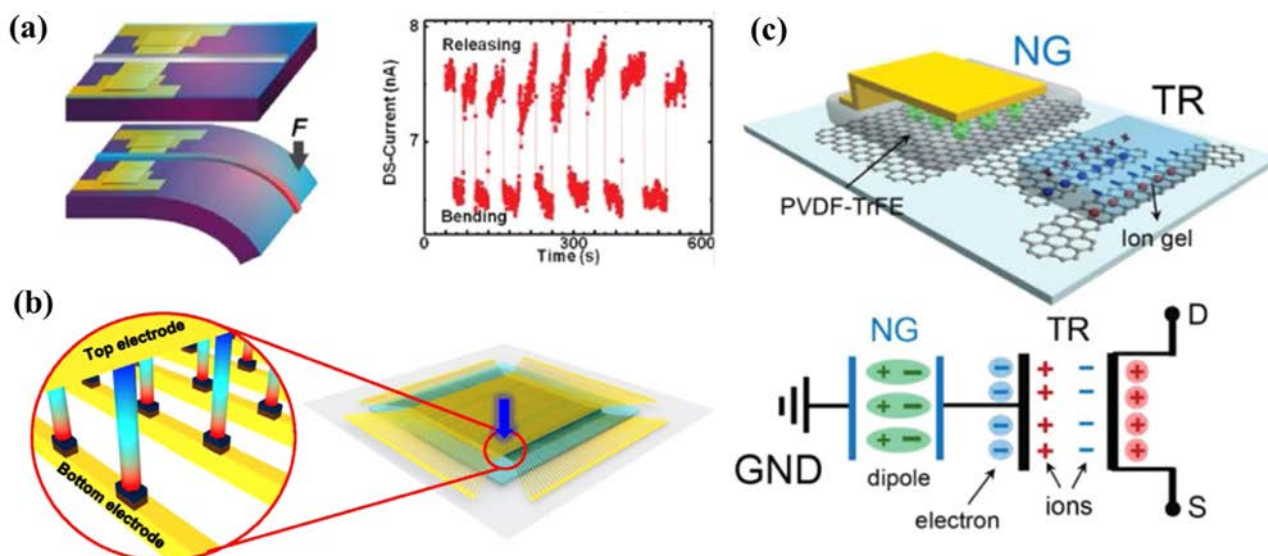 (a)
F
8
7
DS-Current (nA)
Releasing
Bending
0
300
600
Time (s)
(b)
Top electrode
Bottom electrode
(c)
NG
TR
PVDF-TrFE
Ion gel
NG
TR
D
GND
dipole
electron
ions
S